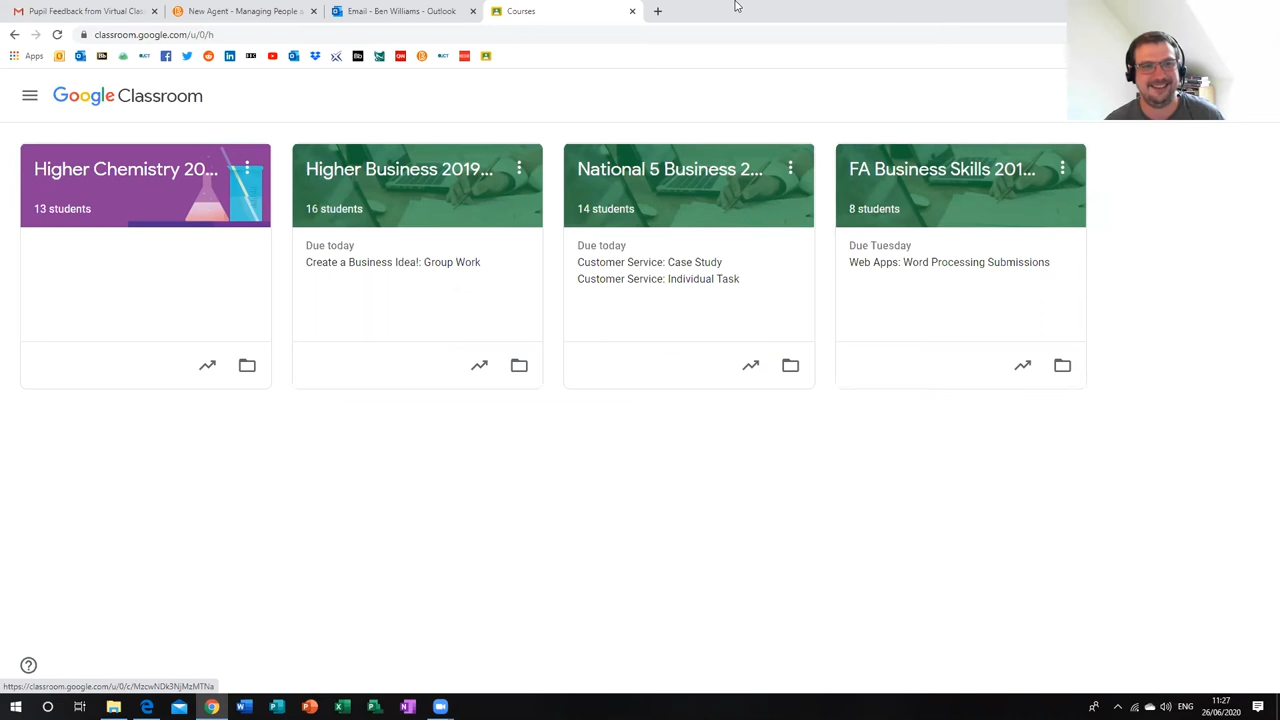 Pupil Feedback from Virtual Clas
New Agent - Managing People a
Email - Ben Williams - Outlook
Courses
classroom.google.com/u/0/h
Apps
Google Classroom
Higher Chemistry 20...
13 students
Higher Business 2019...
16 students
Due today
Create a Business Idea!: Group Work
National 5 Business 2...
14 students
Due today
Customer Service: Case Study
Customer Service: Individual Task
FA Business Skills 201...
8 students
Due Tuesday
Web Apps: Word Processing Submissions
https://classroom.google.com/u/0/c/MzcwNDk3NjMzMTNa
ENG
11:27
26/06/2020